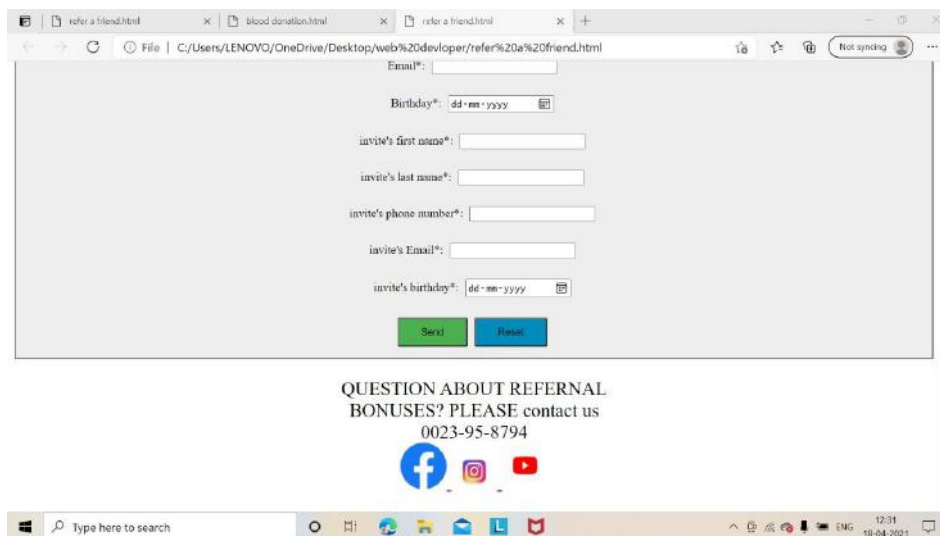 refer a friend.html
blood donation.html
refer a friend.html
File | C:/Users/LENOVO/OneDrive/Desktop/web%20devloper/refer%20a%20friend.html
Not syncing
Email*:
Birthday*: dd-mm-yyyy
invite's first name*:
invite's last name*:
invite's phone number*:
invite's Email*:
invite's birthday*: dd-mm-yyyy
Send Reset
QUESTION ABOUT REFERNAL
BONUSES? PLEASE contact us
0023-95-8794
Type here to search
L
ENG
12:31
18-04-2021